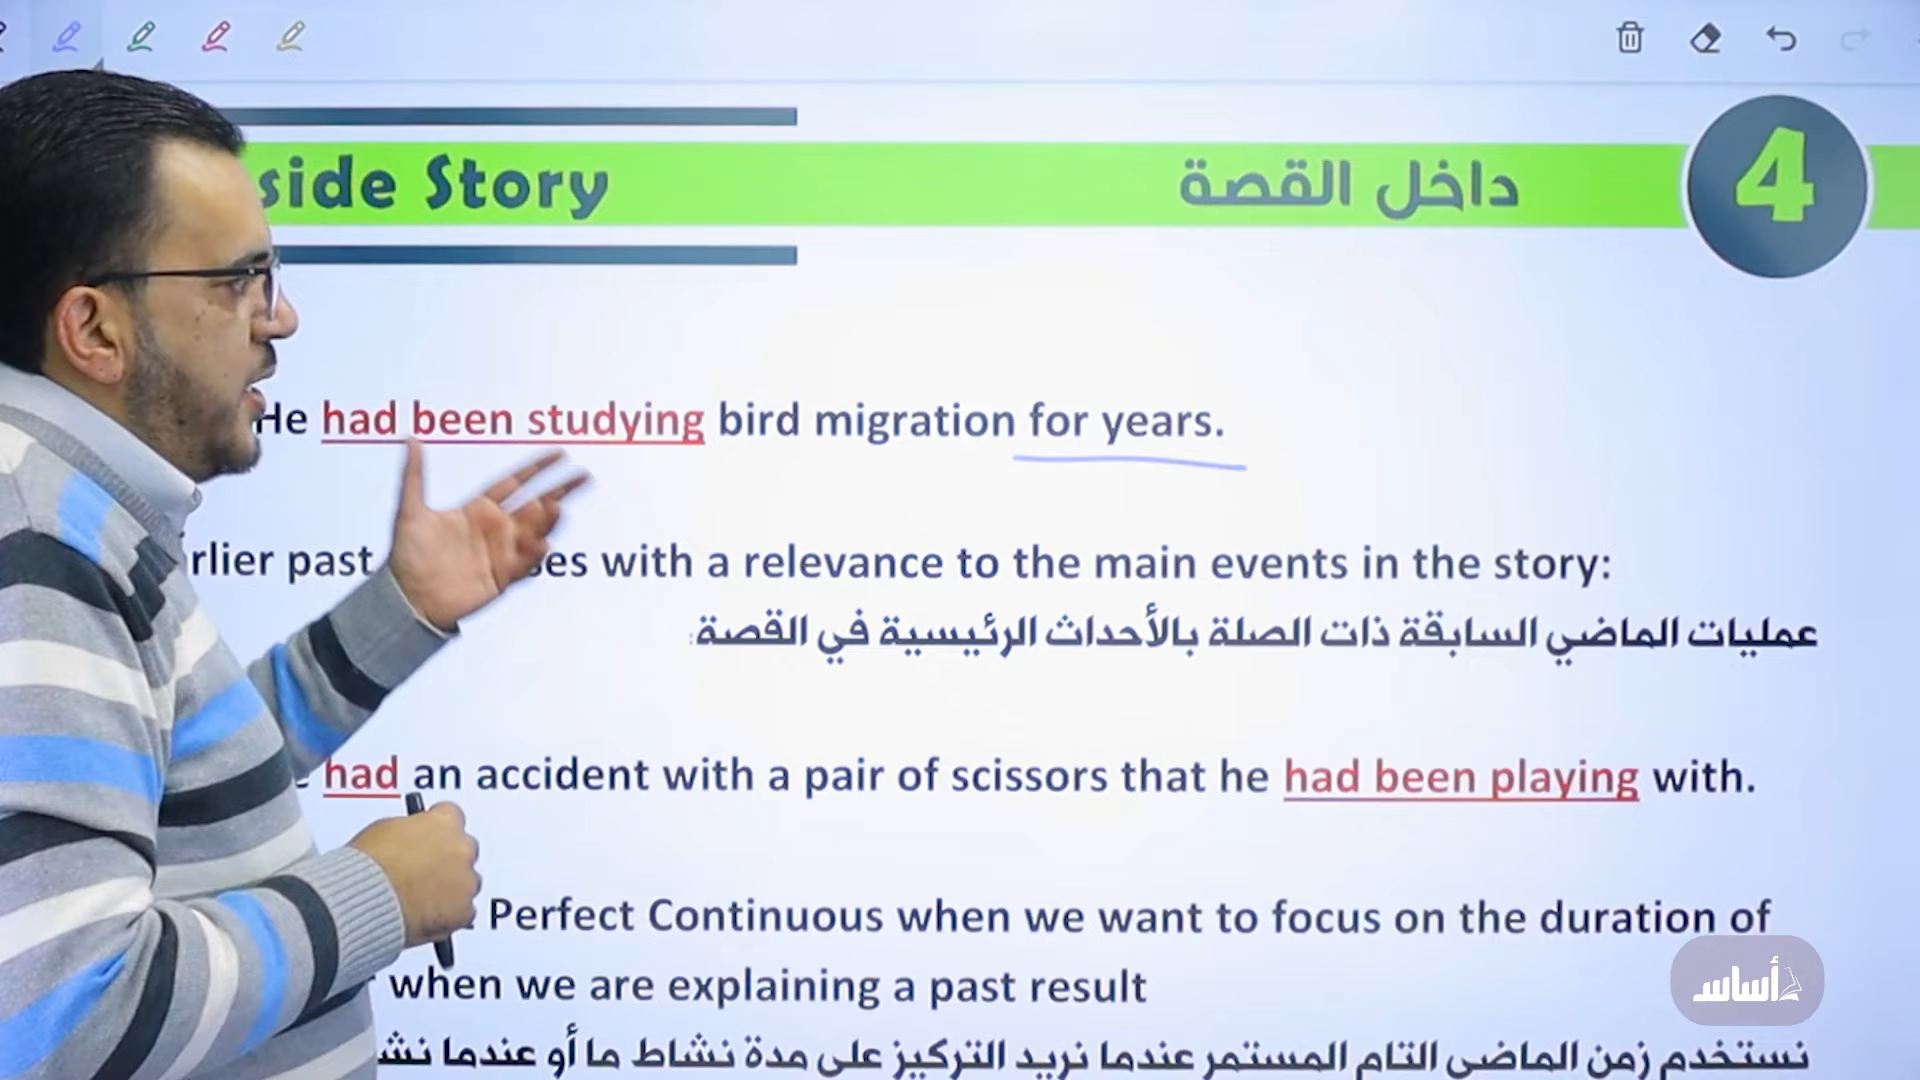 side Story
داخل القصة
4
He had been studying bird migration for years.
rlier past es with a relevance to the main events in the story:
عمليات الماضي السابقة ذات الصلة بالأحداث الرئيسية في القصة:
had an accident with a pair of scissors that he had been playing with.
Perfect Continuous when we want to focus on the duration of
when we are explaining a past result
نستخدم زمن الماضي التام المستمر عندما نريد التركيز على مدة نشاط ما أو عندما نش
أساس